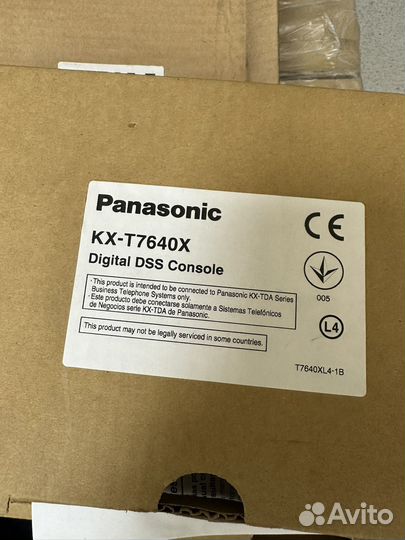 Panasonic
KX-T7640X
Digital DSS Console
· This product is intended to be connected to Panasonic KX-TDA Series
Business Telephone Systems only.
· Este producto debe conectarse solamente a Sistemas Telefónicos
de Negocios serie KX-TDA de Panasonic.
This product may not be legally serviced in some countries.
CE
005
L4
T7640XL4-1B
Avito